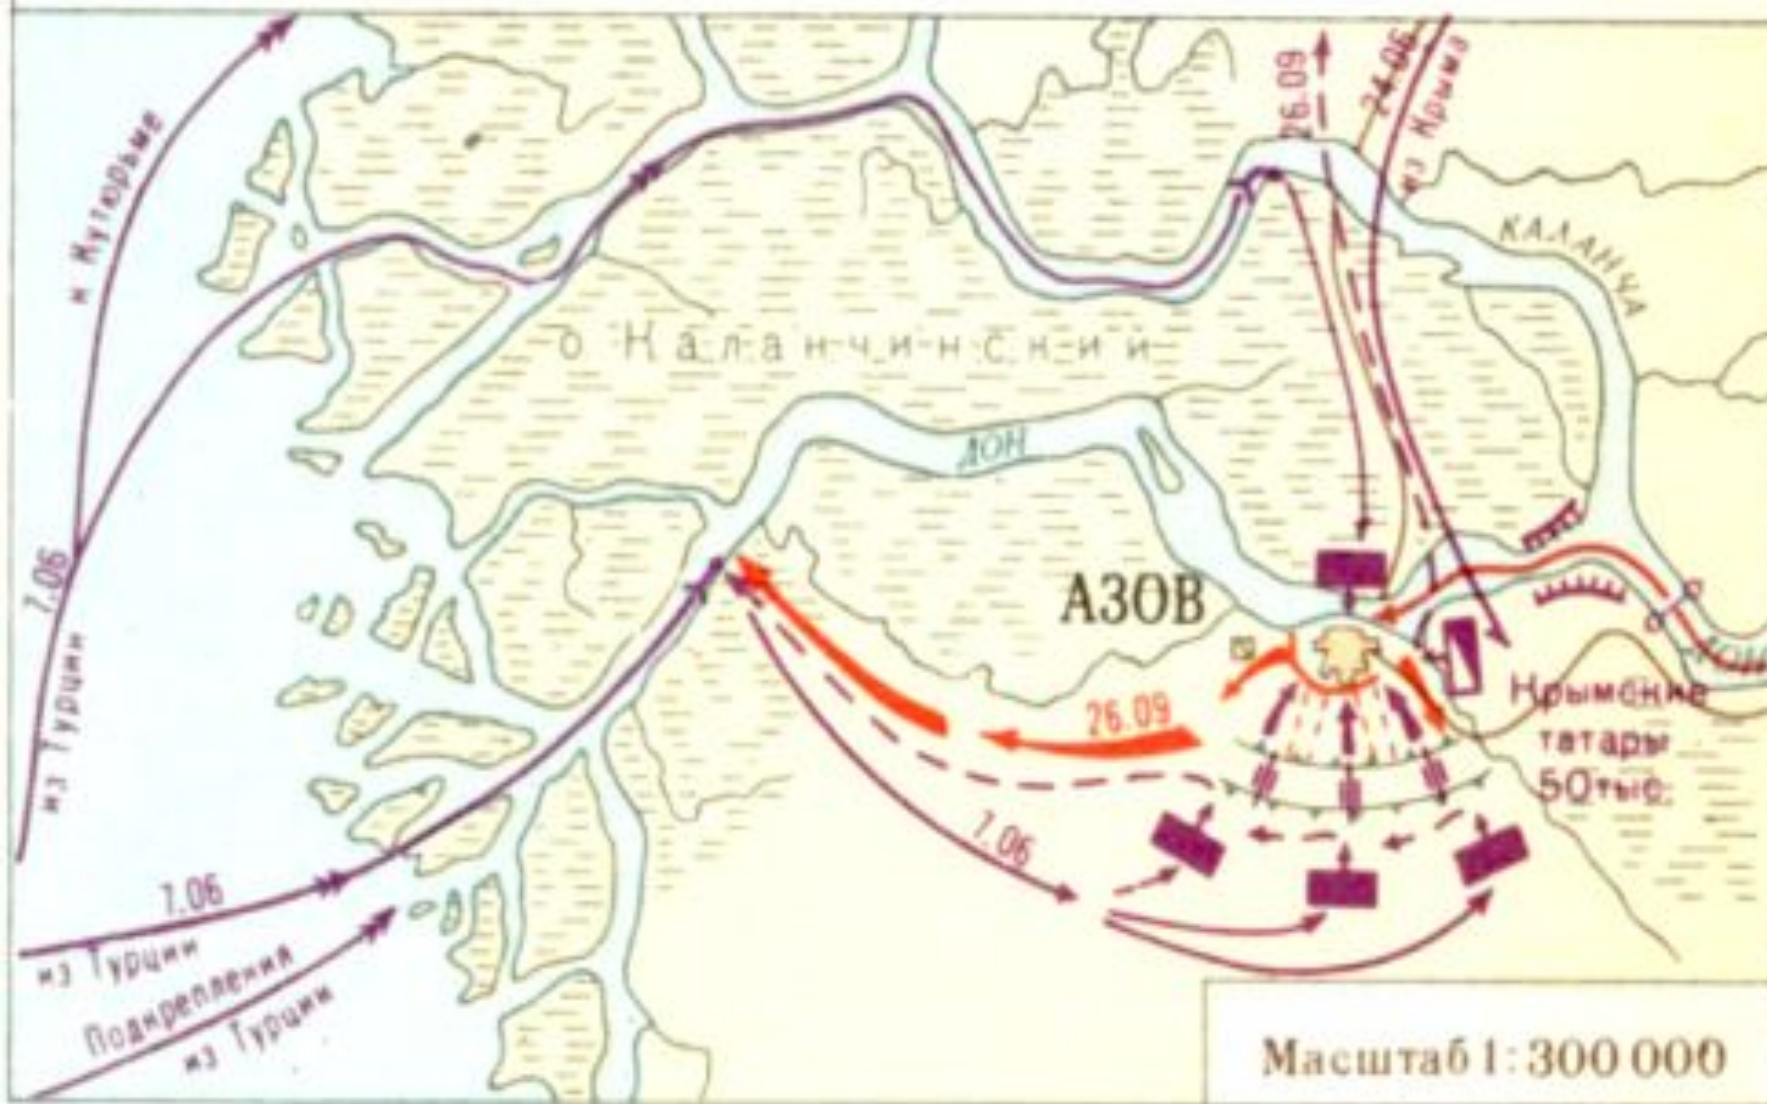 к Кутюрьме
26.09
24.06
из Крыма
КАЛАНЧА
о Каланчинский
ДОН
7.06
из Турции
АЗОВ
ДОН
26.09
Крымские
татары
50тыс.
7.06
7.06
из Турции
Подкрепления
из Турции
Масштаб 1:300 000